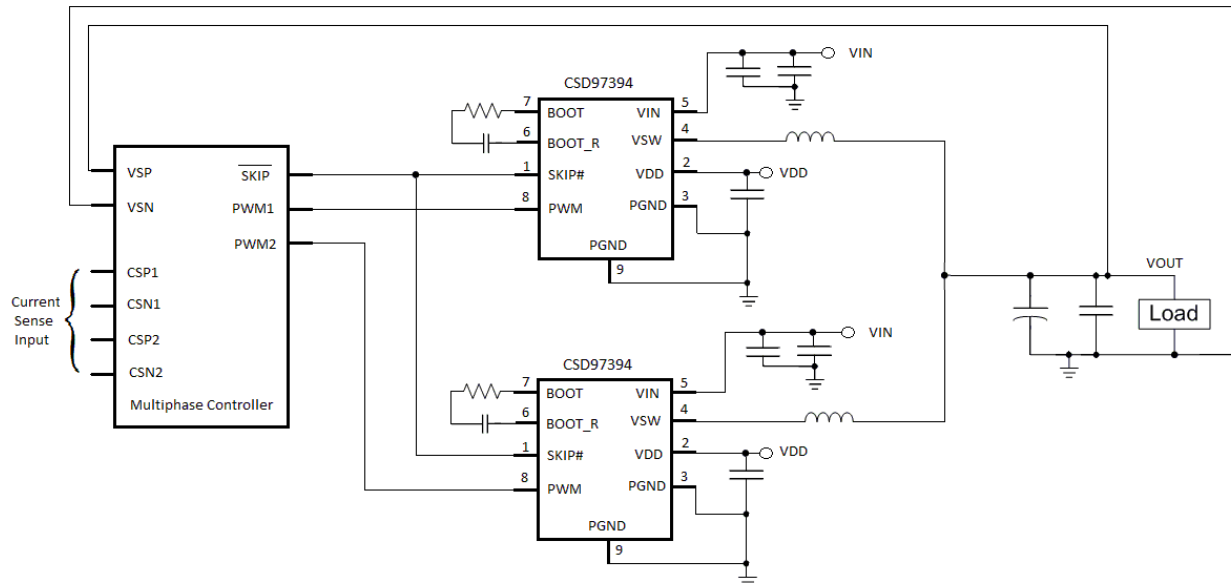 VIN
CSD97394
7 BOOT VIN 5
6 BOOT_R VSW 4
1 SKIP# VDD 2
VDD
8 PWM PGND 3
PGND
9
VSP SKIP
VSN PWM1
PWM2
CSP1
CSN1
CSP2
CSN2
Current
Sense
Input
Multiphase Controller
VOUT
Load
VIN
CSD97394
7 BOOT VIN 5
6 BOOT_R VSW 4
1 SKIP# VDD 2
VDD
8 PWM PGND 3
PGND
9